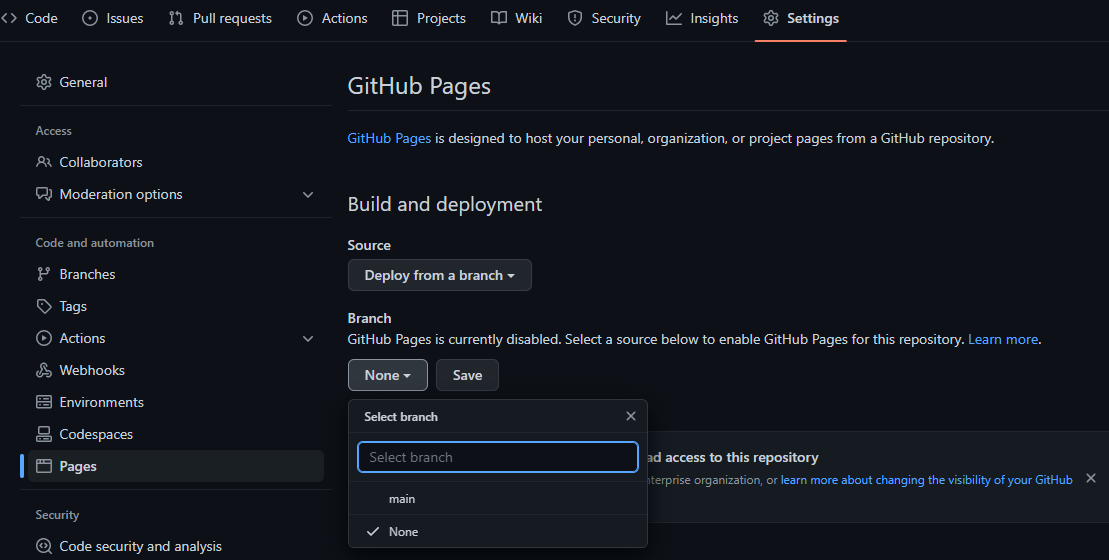 Code Issues Pull requests Actions Projects Wiki Security Insights Settings
General
Access
Collaborators
Moderation options
Code and automation
Branches
Tags
Actions
Webhooks
Environments
Codespaces
Pages
Security
Code security and analysis
GitHub Pages
GitHub Pages is designed to host your personal, organization, or project pages from a GitHub repository.
Build and deployment
Source
Deploy from a branch
Branch
GitHub Pages is currently disabled. Select a source below to enable GitHub Pages for this repository. Learn more.
None Save
Select branch
Select branch
main
None
ad access to this repository
nterprise organization, or learn more about changing the visibility of your GitHub